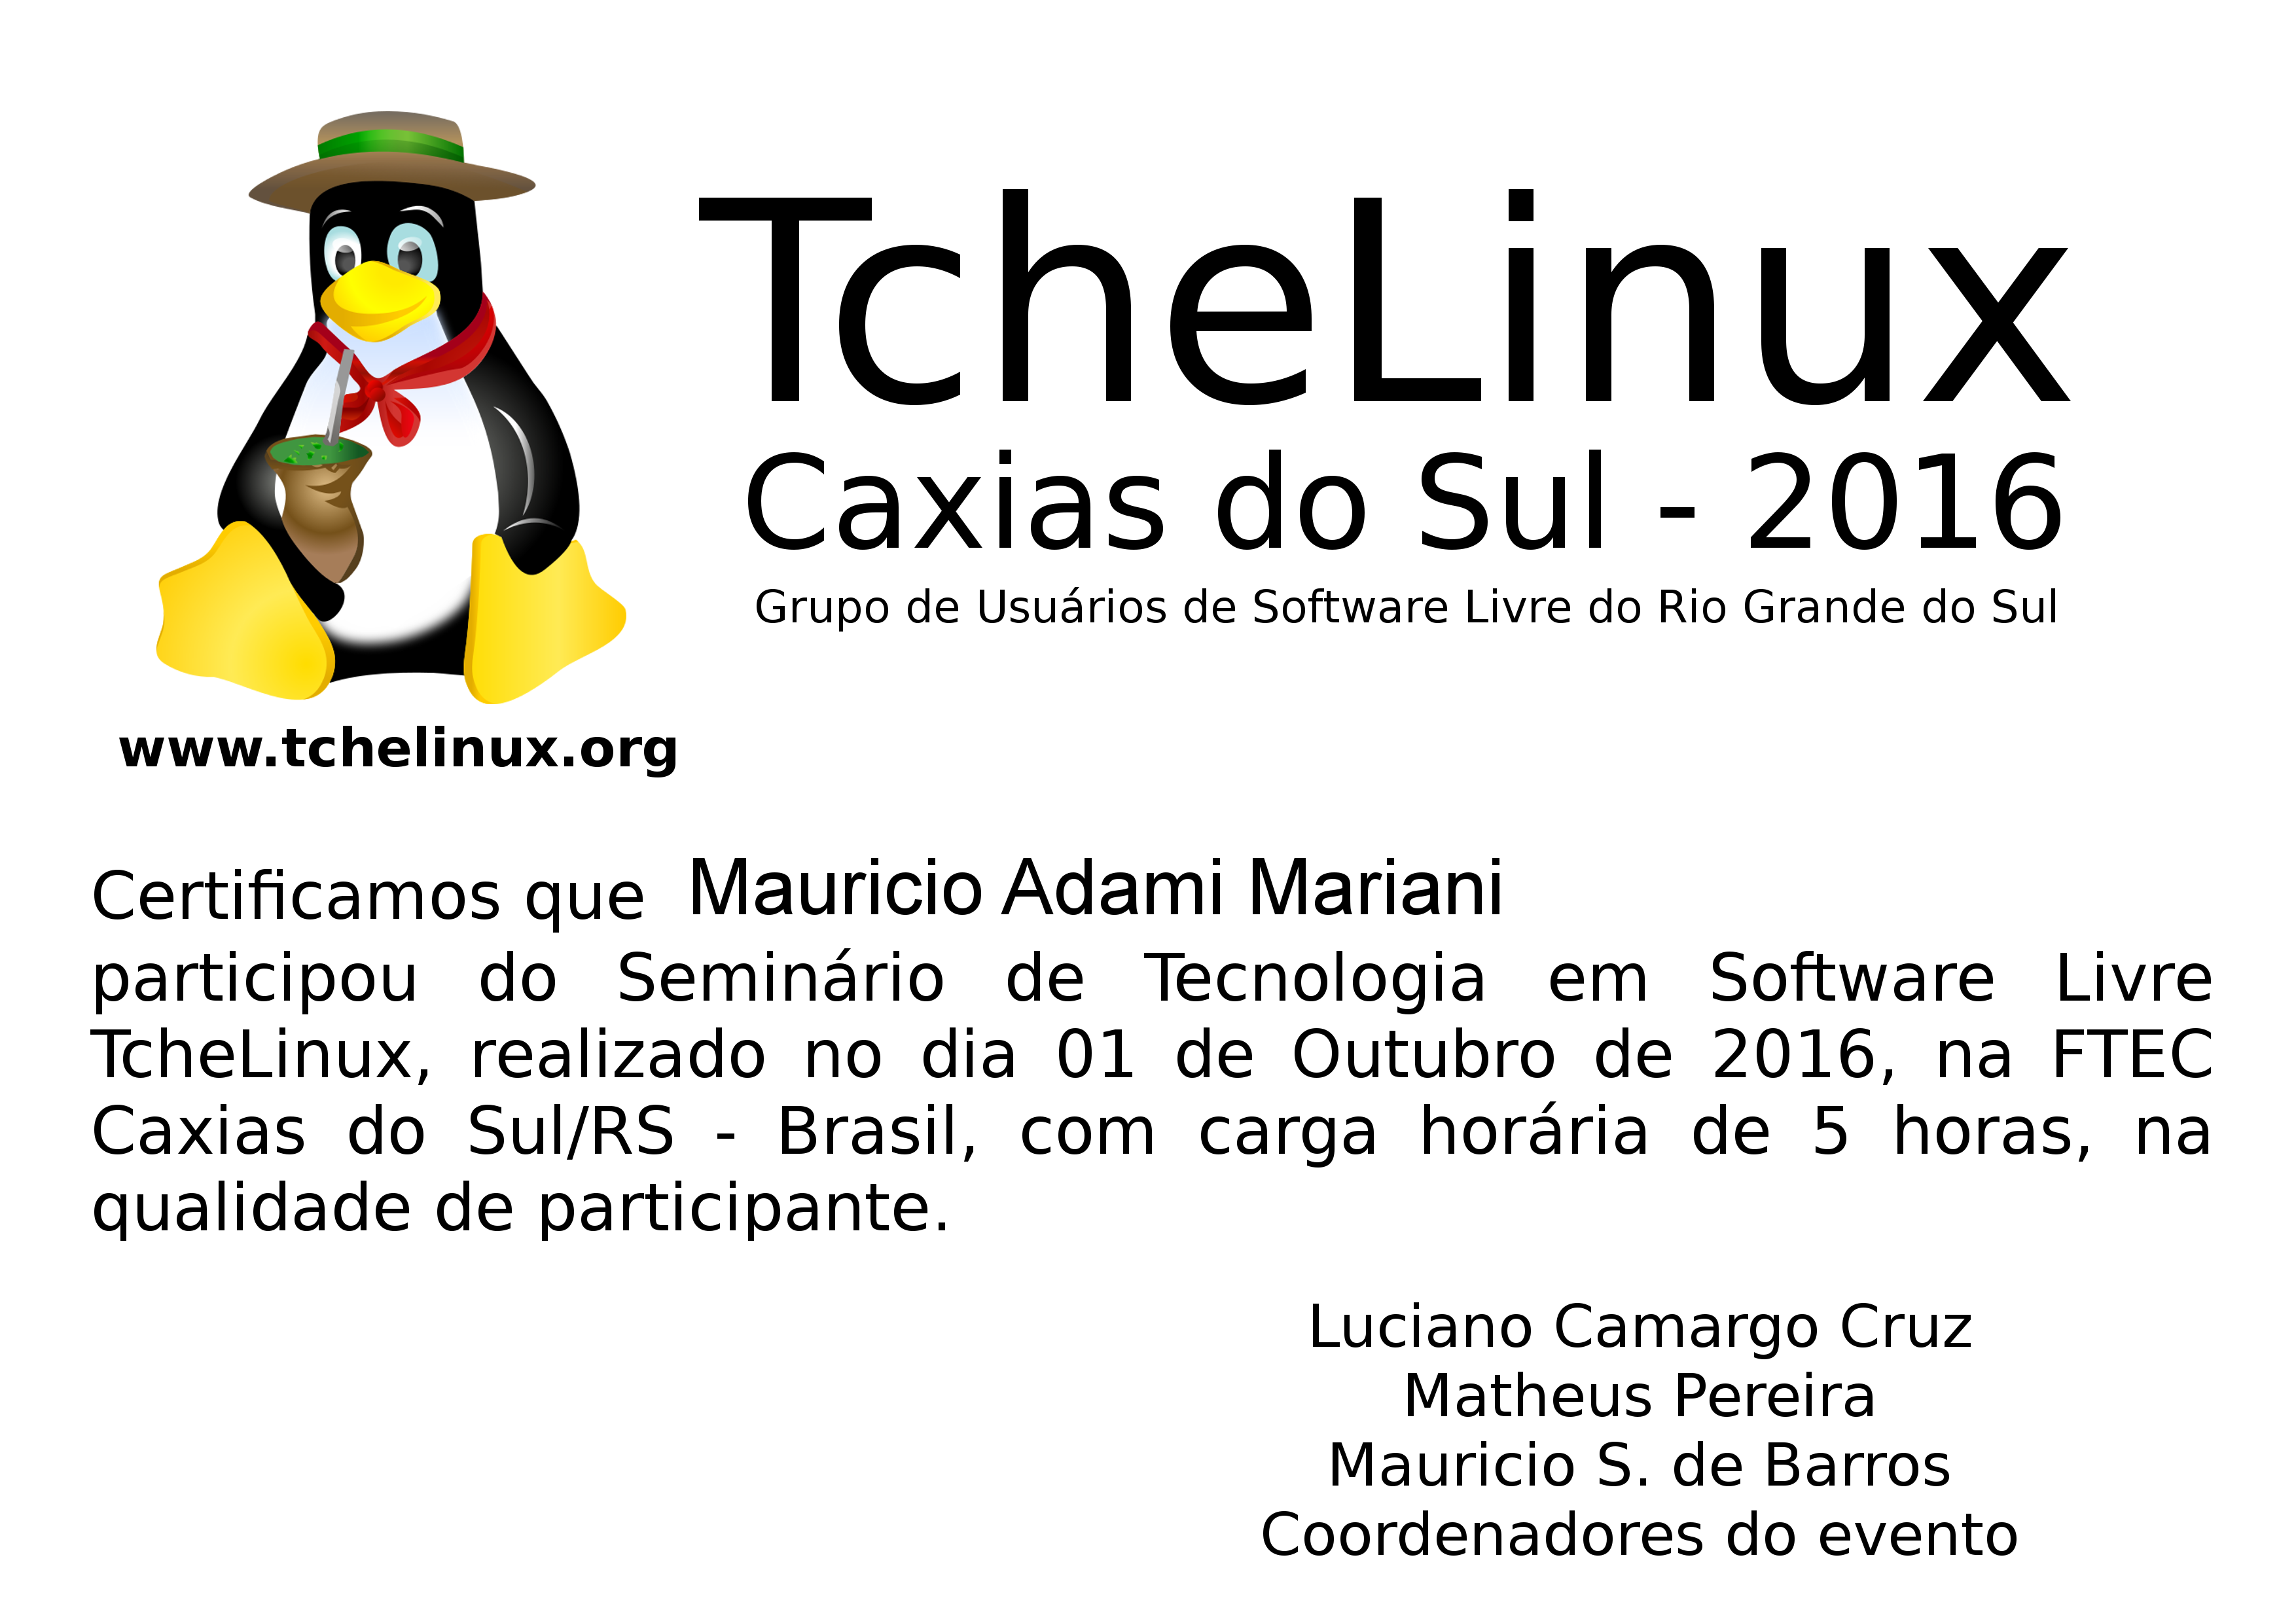 TcheLinux
Caxias do Sul - 2016
Grupo de Usuários de Software Livre do Rio Grande do Sul
www.tchelinux.org
Certificamos que Mauricio Adami Mariani
participou do Seminário de Tecnologia em Software Livre
TcheLinux, realizado no dia 01 de Outubro de 2016, na FTEC
Caxias do Sul/RS - Brasil, com carga horária de 5 horas, na
qualidade de participante.
Luciano Camargo Cruz
Matheus Pereira
Mauricio S. de Barros
Coordenadores do evento